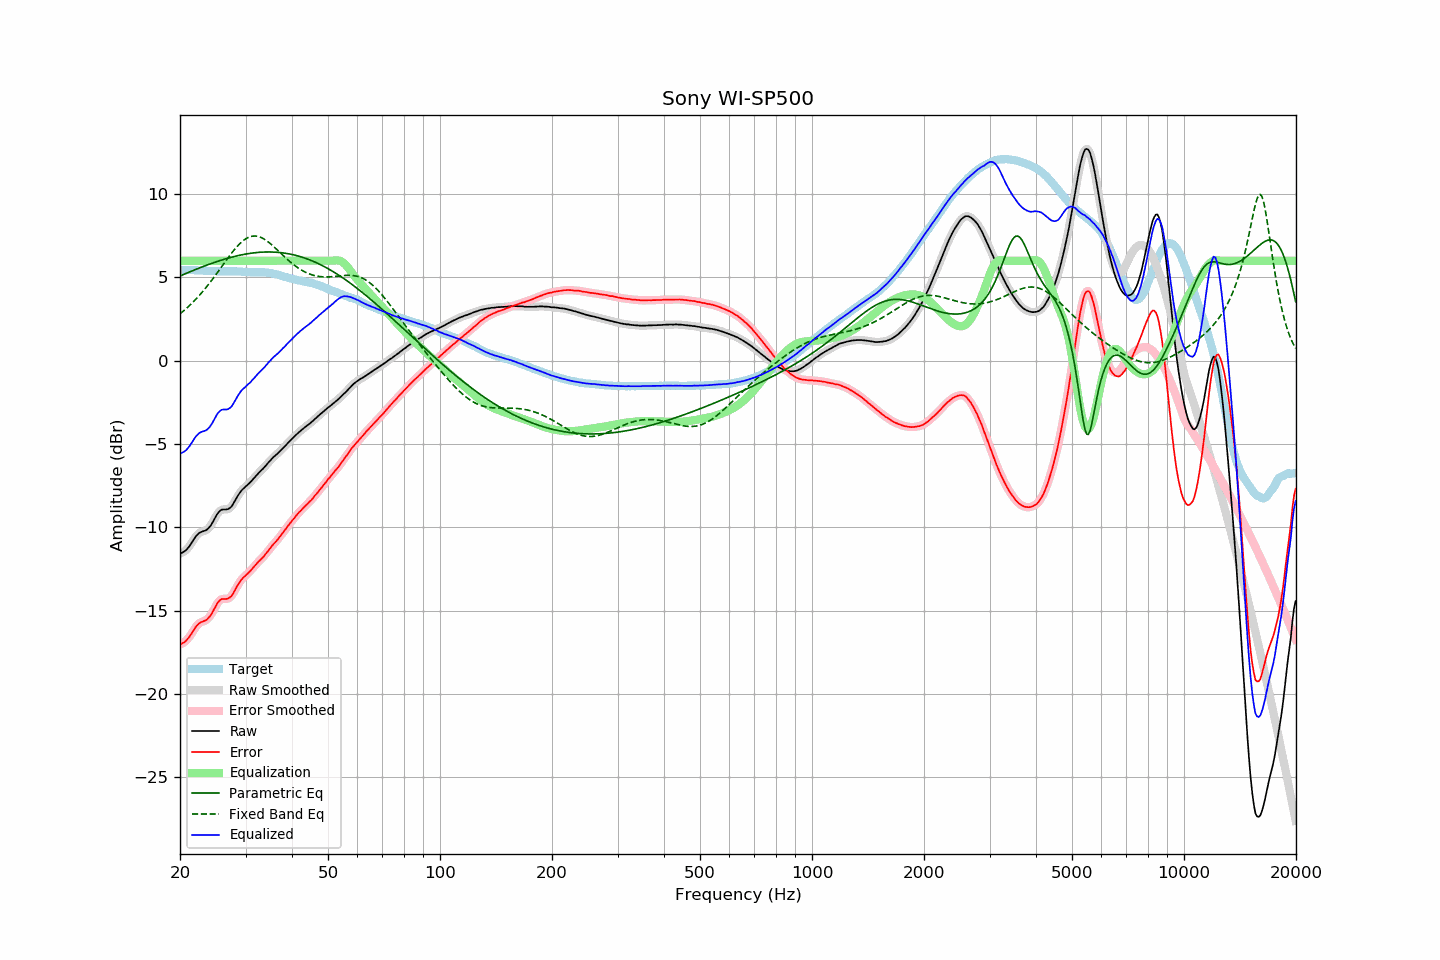 Sony WI-SP500
Amplitude (dBr)
10
5
0
−5
−10
−15
−20
−25
Target
Raw Smoothed
Error Smoothed
Raw
Error
Equalization
Parametric Eq
Fixed Band Eq
Equalized
20 50 100 200 500 1000 2000 5000 10000 20000
Frequency (Hz)